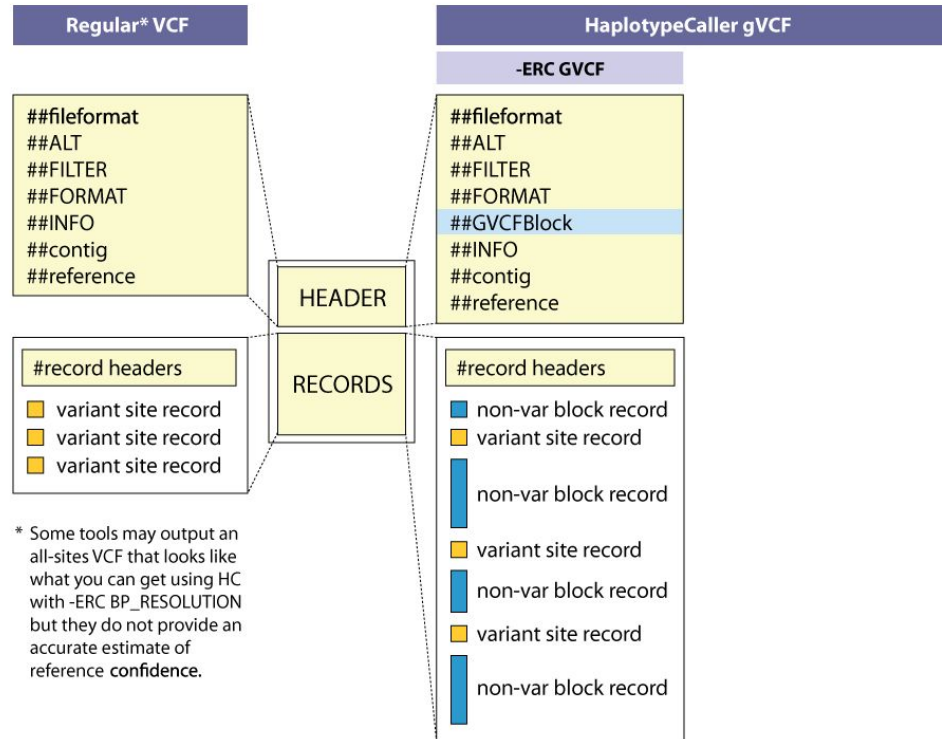 Regular* VCF
##fileformat
##ALT
##FILTER
##FORMAT
##INFO
##contig
##reference
#record headers
variant site record
variant site record
variant site record
* Some tools may output an
all-sites VCF that looks like
what you can get using HC
with -ERC BP_RESOLUTION
but they do not provide an
accurate estimate of
reference confidence.
HEADER
RECORDS
HaplotypeCaller gVCF
-ERC GVCF
##fileformat
##ALT
##FILTER
##FORMAT
##GVCFBlock
##INFO
##contig
##reference
#record headers
non-var block record
variant site record
non-var block record
variant site record
non-var block record
variant site record
non-var block record